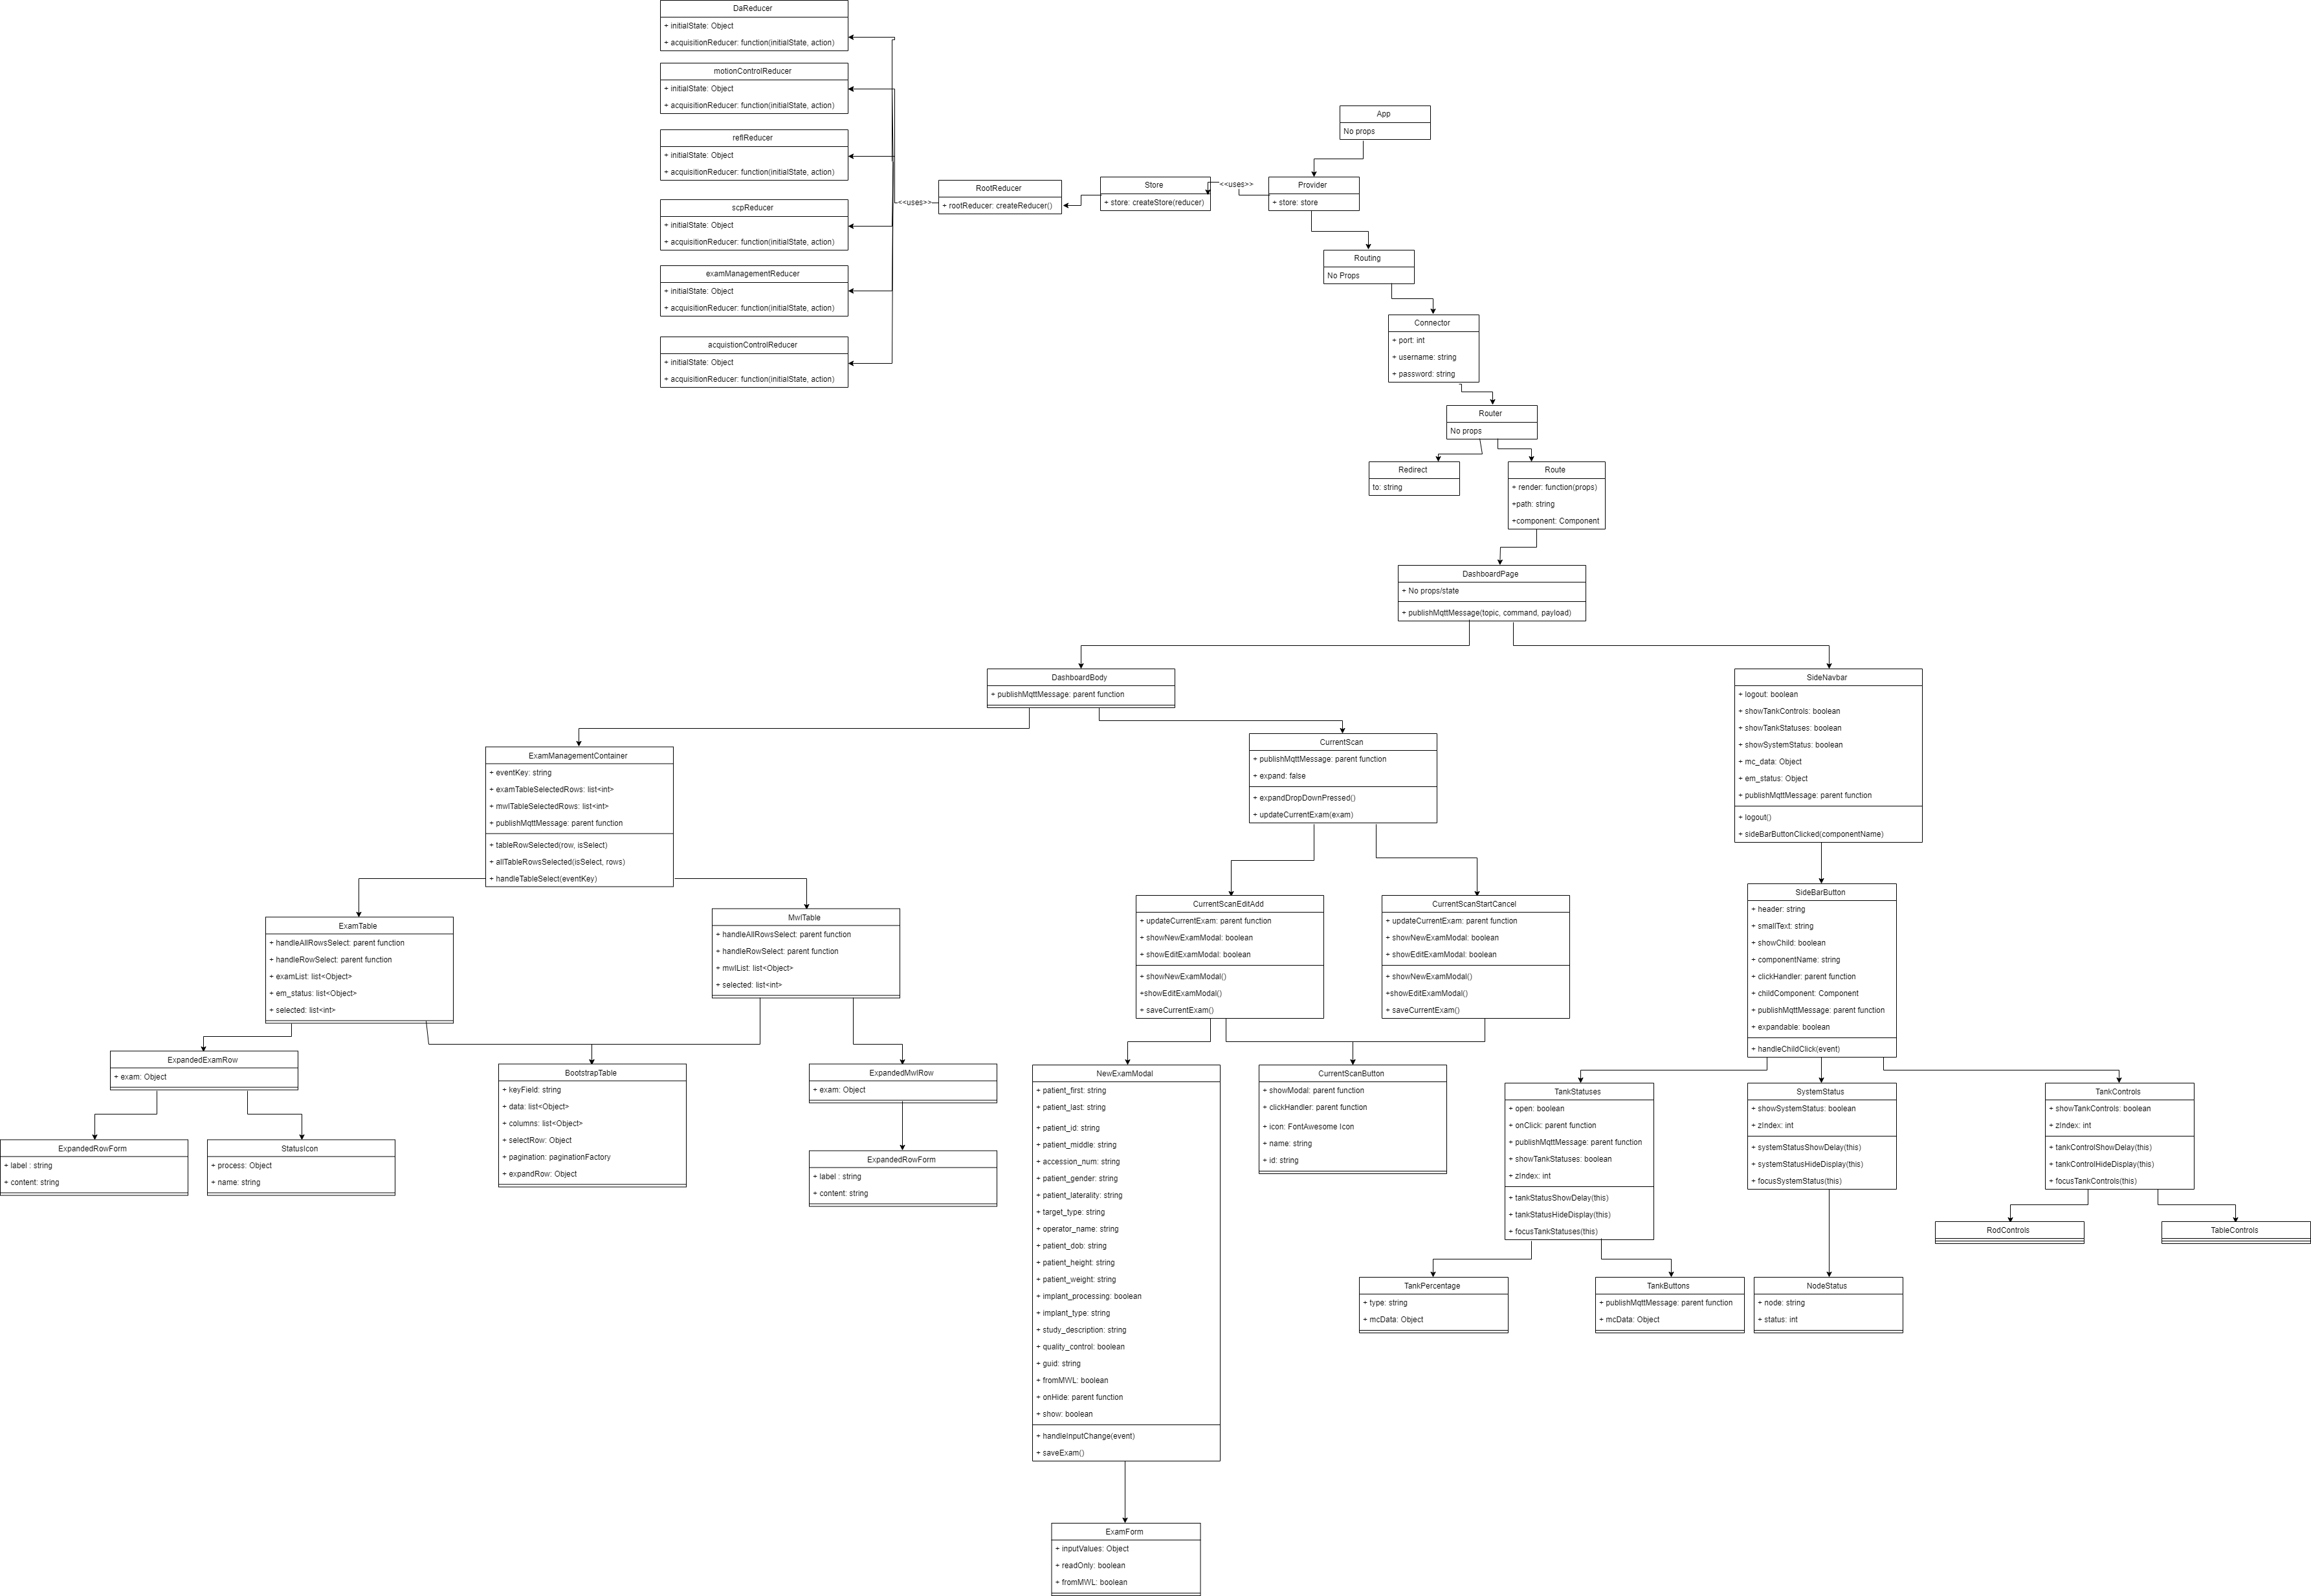 DaReducer
+ initialState: Object
+ acquisitionReducer: function(initialState, action)
motionControlReducer
+ initialState: Object
+ acquisitionReducer: function(initialState, action)
reflReducer
+ initialState: Object
+ acquisitionReducer: function(initialState, action)
scpReducer
+ initialState: Object
+ acquisitionReducer: function(initialState, action)
examManagementReducer
+ initialState: Object
+ acquisitionReducer: function(initialState, action)
acquistionControlReducer
+ initialState: Object
+ acquisitionReducer: function(initialState, action)
<<uses>>
RootReducer
+ rootReducer: createReducer()
Store
+ store: createStore(reducer)
<<uses>>
App
No props
Provider
+ store: store
Routing
No Props
Connector
+ port: int
+ username: string
+ password: string
Router
No props
Redirect
to: string
Route
+ render: function(props)
+path: string
+component: Component
DashboardPage
+ No props/state
+ publishMqttMessage(topic, command, payload)
DashboardBody
+ publishMqttMessage: parent function
SideNavbar
+ logout: boolean
+ showTankControls: boolean
+ showTankStatuses: boolean
+ showSystemStatus: boolean
+ mc_data: Object
+ em_status: Object
+ publishMqttMessage: parent function
+ logout()
+ sideBarButtonClicked(componentName)
ExamManagementContainer
+ eventKey: string
+ examTableSelectedRows: list<int>
+ mwlTableSelectedRows: list<int>
+ publishMqttMessage: parent function
+ tableRowSelected(row, isSelect)
+ allTableRowsSelected(isSelect, rows)
+ handleTableSelect(eventKey)
CurrentScan
+ publishMqttMessage: parent function
+ expand: false
+ expandDropDownPressed()
+ updateCurrentExam(exam)
ExamTable
+ handleAllRowsSelect: parent function
+ handleRowSelect: parent function
+ examList: list<Object>
+ em_status: list<Object>
+ selected: list<int>
MwlTable
+ handleAllRowsSelect: parent function
+ handleRowSelect: parent function
+ mwlList: list<Object>
+ selected: list<int>
CurrentScanEditAdd
+ updateCurrentExam: parent function
+ showNewExamModal: boolean
+ showEditExamModal: boolean
+ showNewExamModal()
+showEditExamModal()
+ saveCurrentExam()
CurrentScanStartCancel
+ updateCurrentExam: parent function
+ showNewExamModal: boolean
+ showEditExamModal: boolean
+ showNewExamModal()
+showEditExamModal()
+ saveCurrentExam()
SideBarButton
+ header: string
+ smallText: string
+ showChild: boolean
+ componentName: string
+ clickHandler: parent function
+ childComponent: Component
+ publishMqttMessage: parent function
+ expandable: boolean
+ handleChildClick(event)
ExpandedExamRow
+ exam: Object
BootstrapTable
+ keyField: string
+ data: list<Object>
+ columns: list<Object>
+ selectRow: Object
+ pagination: paginationFactory
+ expandRow: Object
ExpandedMwlRow
+ exam: Object
NewExamModal
+ patient_first: string
+ patient_last: string
+ patient_id: string
+ patient_middle: string
+ accession_num: string
+ patient_gender: string
+ patient_laterality: string
+ target_type: string
+ operator_name: string
+ patient_dob: string
+ patient_height: string
+ patient_weight: string
+ implant_processing: boolean
+ implant_type: string
+ study_description: string
+ quality_control: boolean
+ guid: string
+ fromMWL: boolean
+ onHide: parent function
+ show: boolean
+ handleInputChange(event)
+ saveExam()
CurrentScanButton
+ showModal: parent function
+ clickHandler: parent function
+ icon: FontAwesome Icon
+ name: string
+ id: string
TankStatuses
+ open: boolean
+ onClick: parent function
+ publishMqttMessage: parent function
+ showTankStatuses: boolean
+ zIndex: int
+ tankStatusShowDelay(this)
+ tankStatusHideDisplay(this)
+ focusTankStatuses(this)
SystemStatus
+ showSystemStatus: boolean
+ zIndex: int
+ systemStatusShowDelay(this)
+ systemStatusHideDisplay(this)
+ focusSystemStatus(this)
TankControls
+ showTankControls: boolean
+ zIndex: int
+ tankControlShowDelay(this)
+ tankControlHideDisplay(this)
+ focusTankControls(this)
ExpandedRowForm
+ label : string
+ content: string
StatusIcon
+ process: Object
+ name: string
ExpandedRowForm
+ label : string
+ content: string
RodControls
TableControls
TankPercentage
+ type: string
+ mcData: Object
TankButtons
+ publishMqttMessage: parent function
+ mcData: Object
NodeStatus
+ node: string
+ status: int
ExamForm
+ inputValues: Object
+ readOnly: boolean
+ fromMWL: boolean